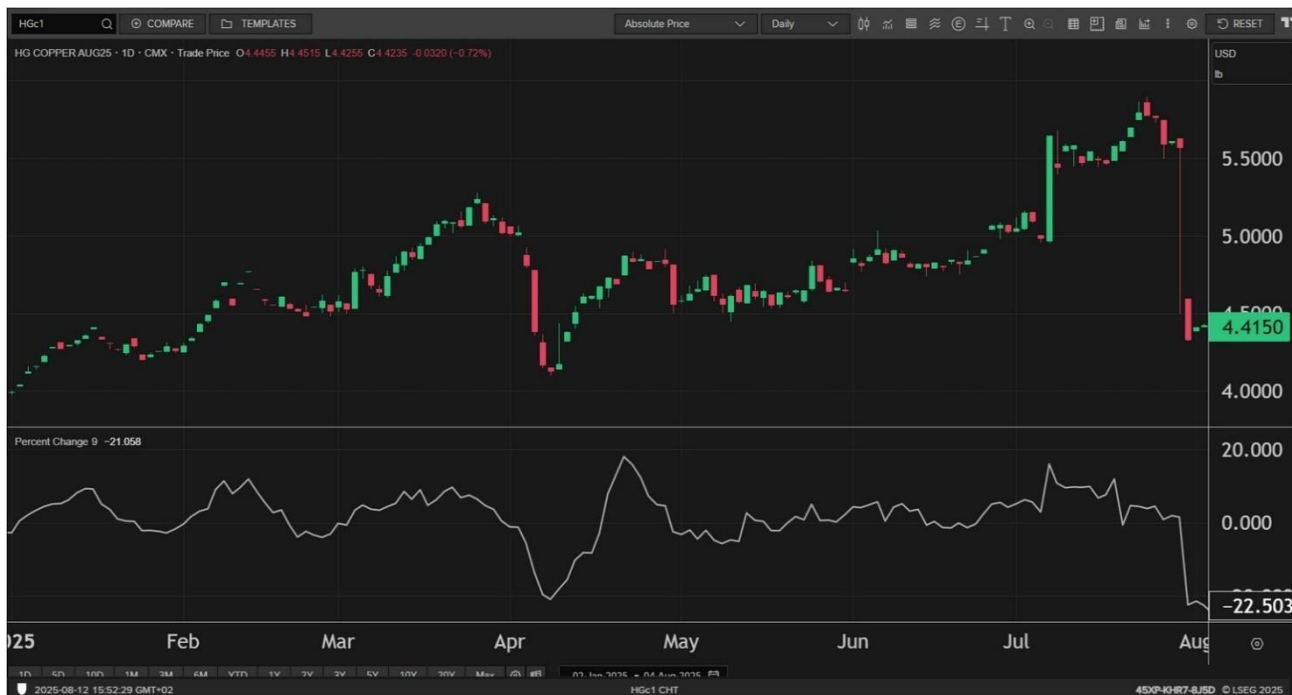 HGc1 COMPARE TEMPLATES Absolute Price Daily T RESET
HG COPPER AUG25 · 1D · CMX · Trade Price O4.4455 H4.4515 L4.4255 C4.4235 -0.0320 (−0.72%)
USD
lb
5.5000
5.0000
4.4150
4.0000
Percent Change 9 −21.058
20.000
0.000
−22.503
Feb Mar Apr May Jun Jul
1D 5D 10D 1M 3M 6M YTD 1Y 2Y 3Y 5Y 10Y 20Y Max 02-Jan-2025 - 04-Aug-2025
2025-08-12 15:52:29 GMT+02 HGc1 CHT 45XP-KHR7-8J5D © LSEG 2025